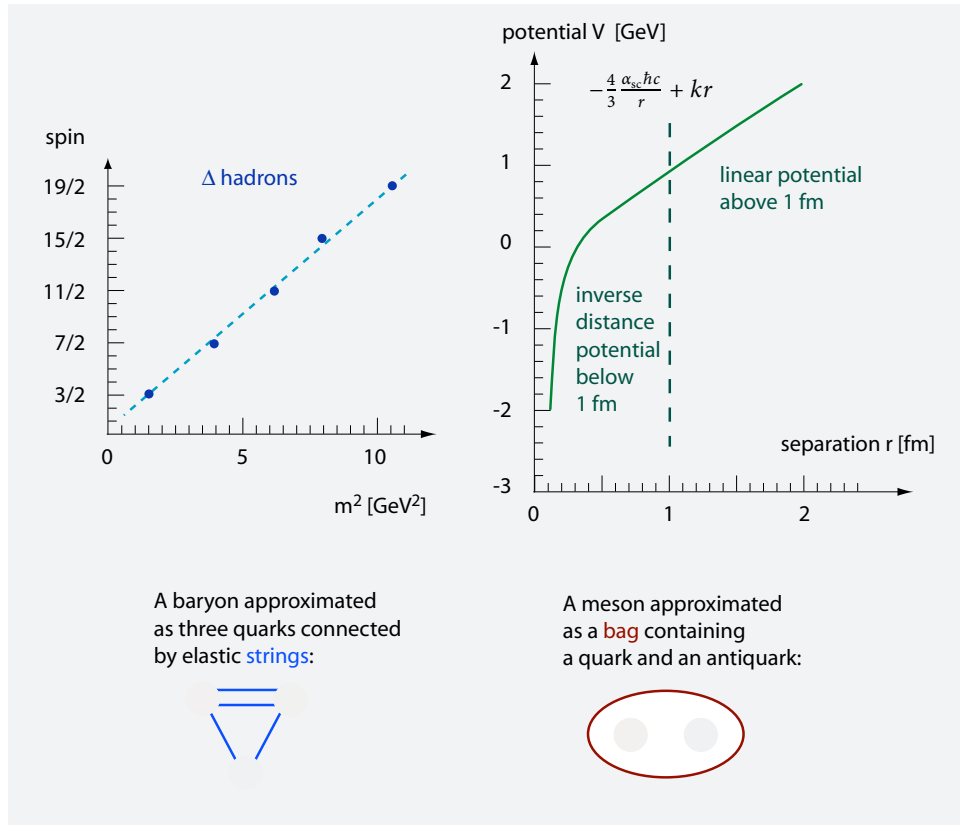 spin
Δ hadrons
19/2
15/2
11/2
7/2
3/2
0
5
10
m² [GeV²]
potential V [GeV]
2
1
0
-1
-2
-3
−4/3 αsc ħc/r + kr
linear potential
above 1 fm
inverse
distance
potential
below
1 fm
separation r [fm]
0
1
2
A baryon approximated
as three quarks connected
by elastic strings:
A meson approximated
as a bag containing
a quark and an antiquark: